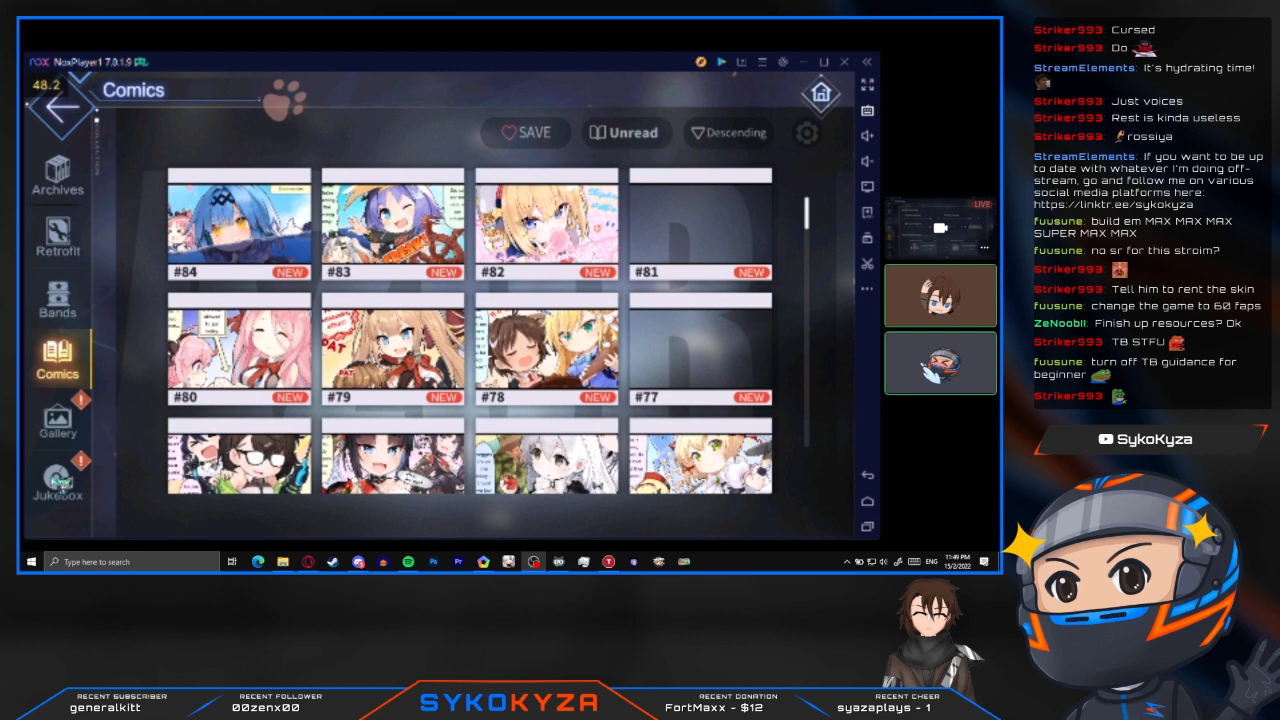 NoxPlayer1 7.0.1.9
48.2
Comics
SAVE
Unread
Descending
Archives
Retrofit
Bands
Comics
Gallery
Jukebox
#84 NEW
#83 NEW
#82 NEW
#81 NEW
#80 NEW
#79 NEW
#78 NEW
#77 NEW
PAT
PAT
LIVE
Type here to search
ENG
11:49 PM
15/2/2022
Striker993 Cursed
Striker993 Do
StreamElements: It's hydrating time!
Striker993 Just voices
Striker993 Rest is kinda useless
Striker993 rossiya
StreamElements: If you want to be up
to date with whatever I'm doing off-
stream, go and follow me on various
social media platforms here:
https://linktr.ee/sykokyza
fuusune: build em MAX MAX MAX
SUPER MAX MAX
fuusune: no sr for this stroim?
Striker993
Striker993 Tell him to rent the skin
fuusune: change the game to 60 faps
ZeNoobII: Finish up resources? Ok
Striker993 TB STFU
fuusune: turn off TB guidance for
beginner
Striker993
SykoKyza
RECENT SUBSCRIBER
generalkitt
RECENT FOLLOWER
00zenx00
SYKOKYZA
RECENT DONATION
FortMaxx - $12
RECENT CHEER
syazaplays - 1